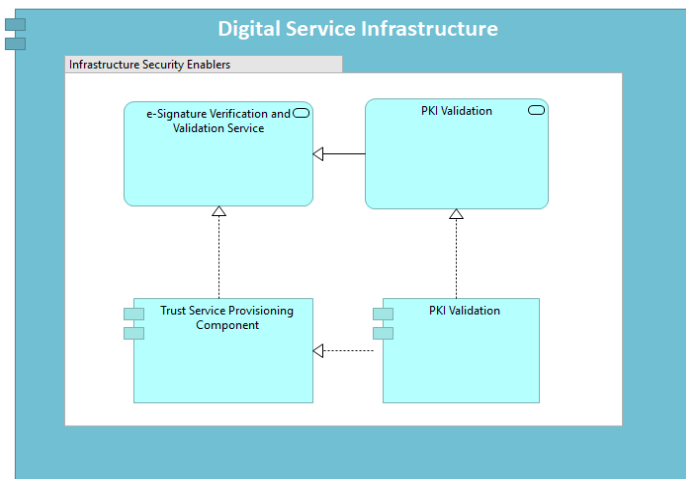 Digital Service Infrastructure
Infrastructure Security Enablers
e-Signature Verification and
Validation Service
PKI Validation
Trust Service Provisioning
Component
PKI Validation